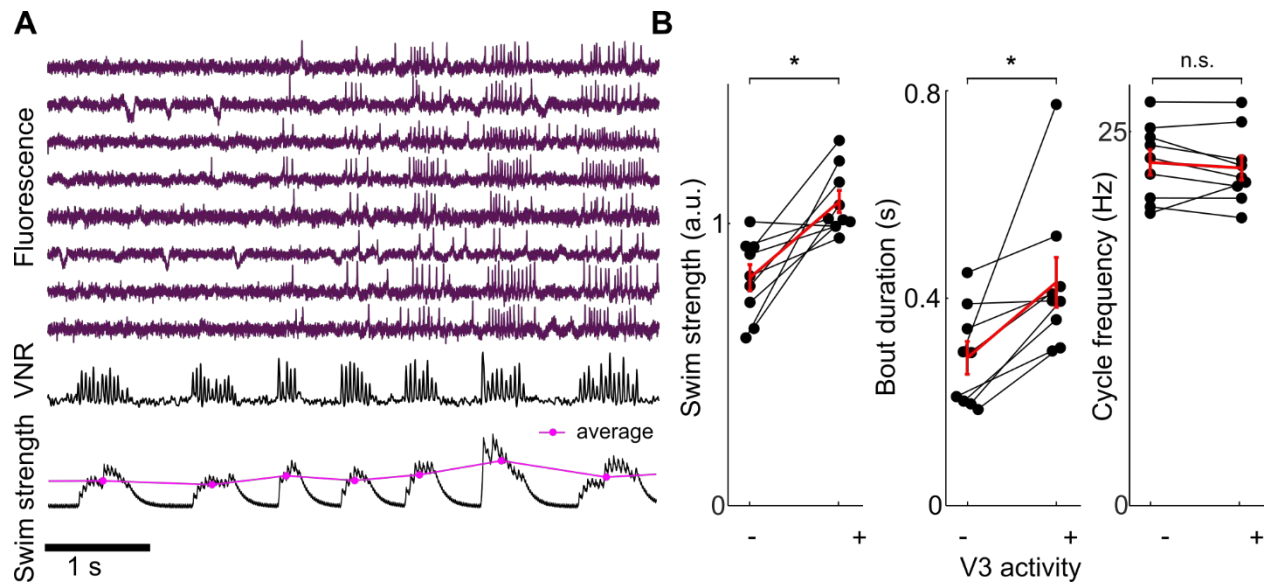 A
Fluorescence
VNR
Swim strength
average
1 s
B
*
Swim strength (a.u.)
1
0
- +
*
Bout duration (s)
0.8
0.4
0
- +
n.s.
Cycle frequency (Hz)
25
0
- +
V3 activity